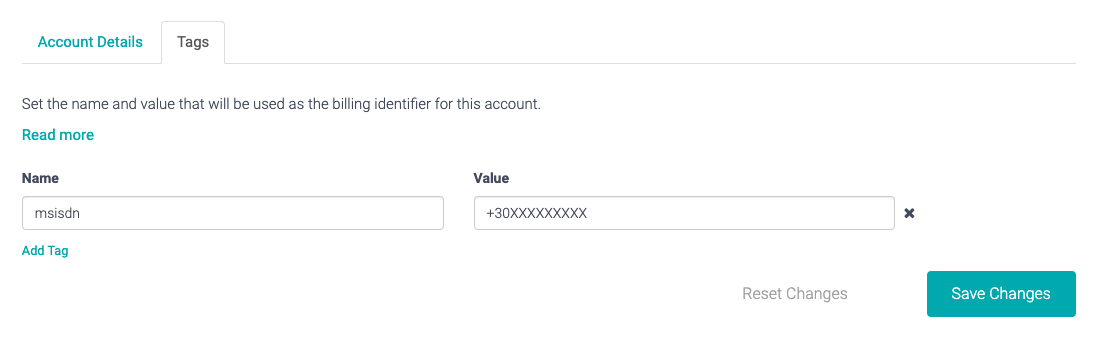 Account Details
Tags
Set the name and value that will be used as the billing identifier for this account.
Read more
Name
Value
msisdn
+30XXXXXXXXX
Add Tag
Reset Changes
Save Changes